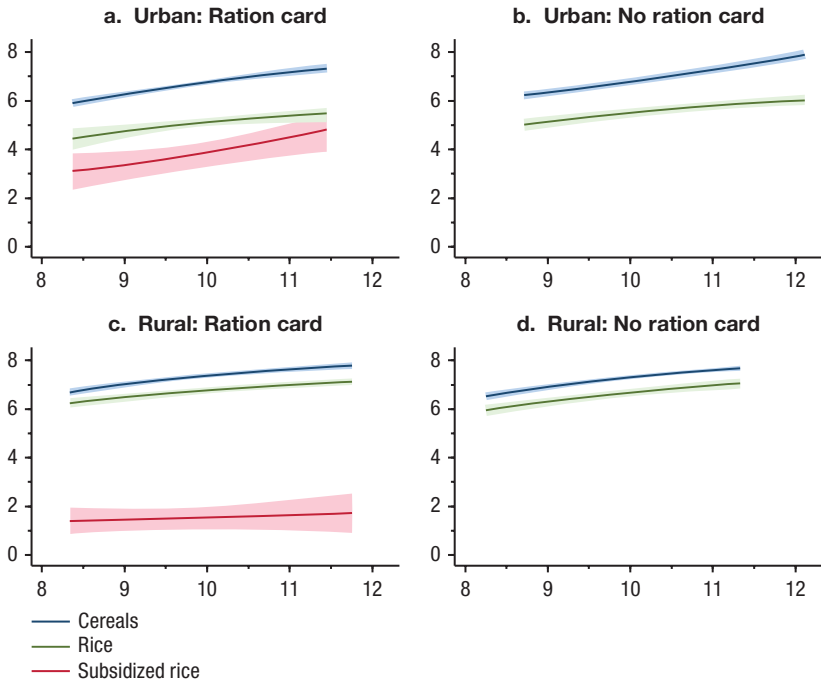 a. Urban: Ration card
8
6
4
2
0
8 9 10 11 12
b. Urban: No ration card
8
6
4
2
0
8 9 10 11 12
c. Rural: Ration card
8
6
4
2
0
8 9 10 11 12
d. Rural: No ration card
8
6
4
2
0
8 9 10 11 12
Cereals
Rice
Subsidized rice